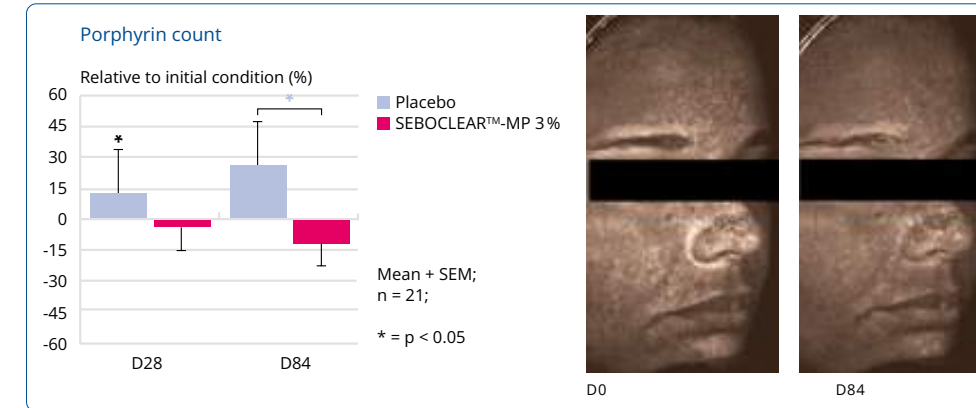 Porphyrin count
Relative to initial condition (%)
60
45
30
15
0
-15
-30
-45
-60
*
*
D28
D84
Placebo
SEBOCLEAR™-MP 3%
Mean + SEM;
n = 21;
* = p < 0.05
D0
D84